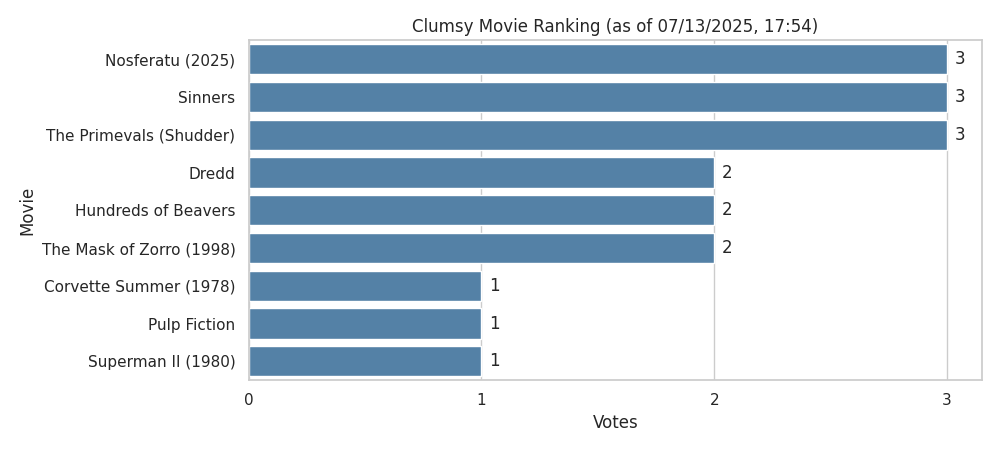 Clumsy Movie Ranking (as of 07/13/2025, 17:54)
Movie
Nosferatu (2025) 3
Sinners 3
The Primevals (Shudder) 3
Dredd 2
Hundreds of Beavers 2
The Mask of Zorro (1998) 2
Corvette Summer (1978) 1
Pulp Fiction 1
Superman II (1980) 1
0 1 2 3
Votes